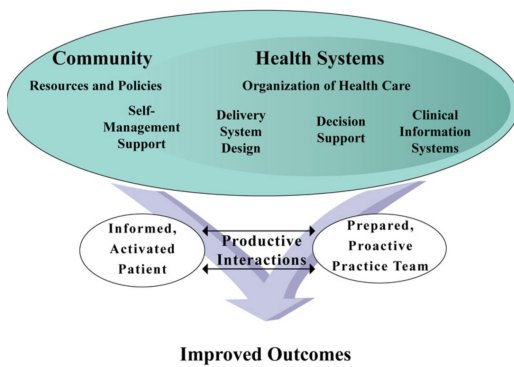 Community
Health Systems
Resources and Policies
Organization of Health Care
Self-
Management
Support
Delivery
System
Design
Decision
Support
Clinical
Information
Systems
Informed,
Activated
Patient
Productive
Interactions
Prepared,
Proactive
Practice Team
Improved Outcomes